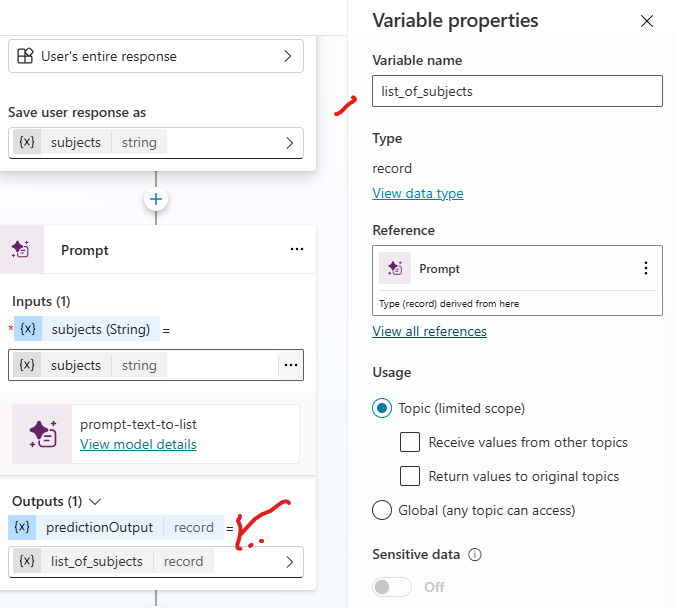 User's entire response
Save user response as
{x} subjects string
Prompt
Inputs (1)
* {x} subjects (String) =
{x} subjects string
prompt-text-to-list
View model details
Outputs (1)
{x} predictionOutput record =
{x} list_of_subjects record
Variable properties
Variable name
list_of_subjects
Type
record
View data type
Reference
Prompt
Type (record) derived from here
View all references
Usage
Topic (limited scope)
Receive values from other topics
Return values to original topics
Global (any topic can access)
Sensitive data
Off